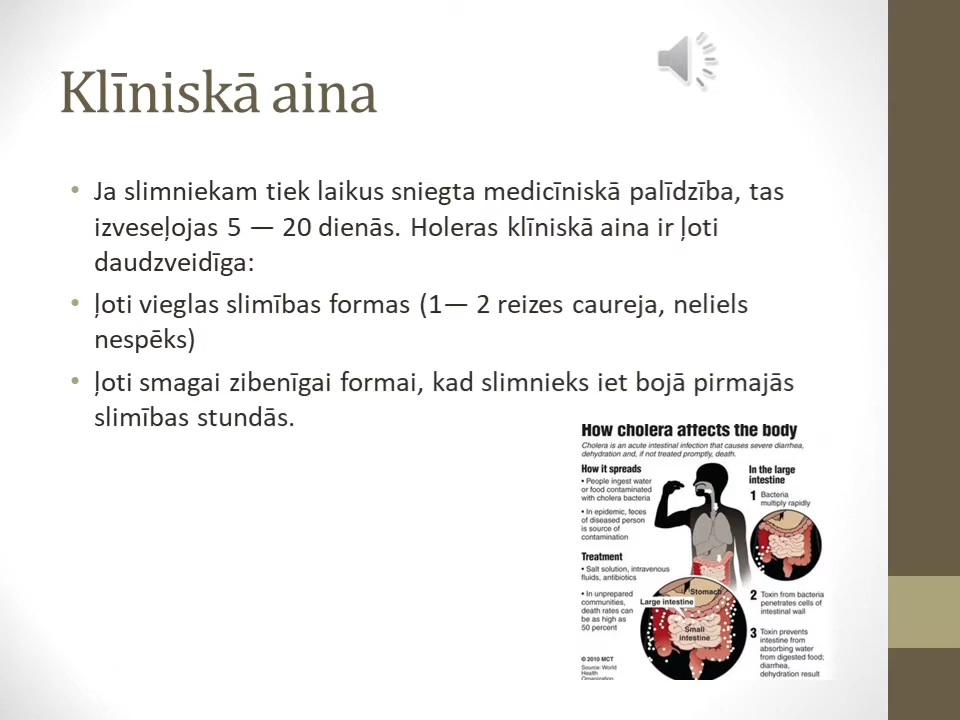 Klīniskā aina
• Ja slimniekam tiek laikus sniegta medicīniskā palīdzība, tas
izveseļojas 5 — 20 dienās. Holeras klīniskā aina ir ļoti
daudzveidīga:
• ļoti vieglas slimības formas (1— 2 reizes caureja, neliels
nespēks)
• ļoti smagai zibenīgai formai, kad slimnieks iet bojā pirmajās
slimības stundās.
How cholera affects the body
Cholera is an acute intestinal infection that causes severe diarrhea,
dehydration and, if not treated promptly, death.
How it spreads
• People ingest water
or food contaminated
with cholera bacteria
• In epidemic, feces
of diseased person
is source of
contamination
Treatment
• Salt solution, intravenous
fluids, antibiotics
• In unprepared
communities,
death rates can
be as high as
50 percent
© 2010 MCT
Source: World
Health
Organization
Stomach
Large intestine
Small
intestine
In the large
intestine
1 Bacteria
multiply rapidly
2 Toxin from bacteria
penetrates cells of
intestinal wall
3 Toxin prevents
intestine from
absorbing water
from digested food;
diarrhea,
dehydration result